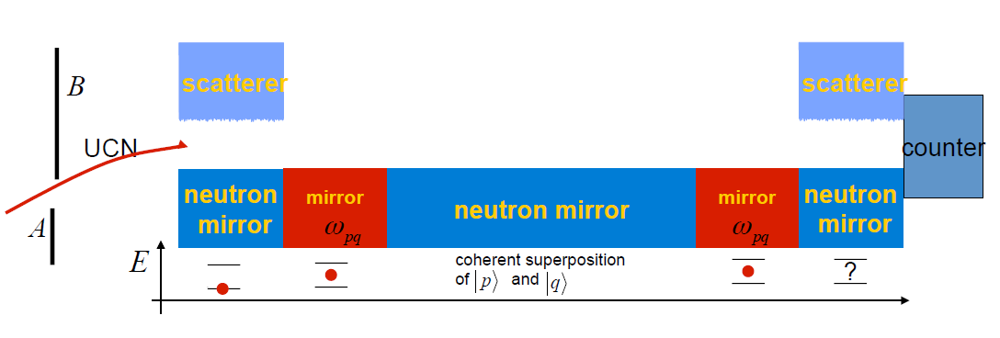 scatterer
scatterer
B
UCN
counter
A
neutron
mirror
mirror
ω_pq
neutron mirror
mirror
ω_pq
neutron
mirror
E
coherent superposition
of |p⟩ and |q⟩
?